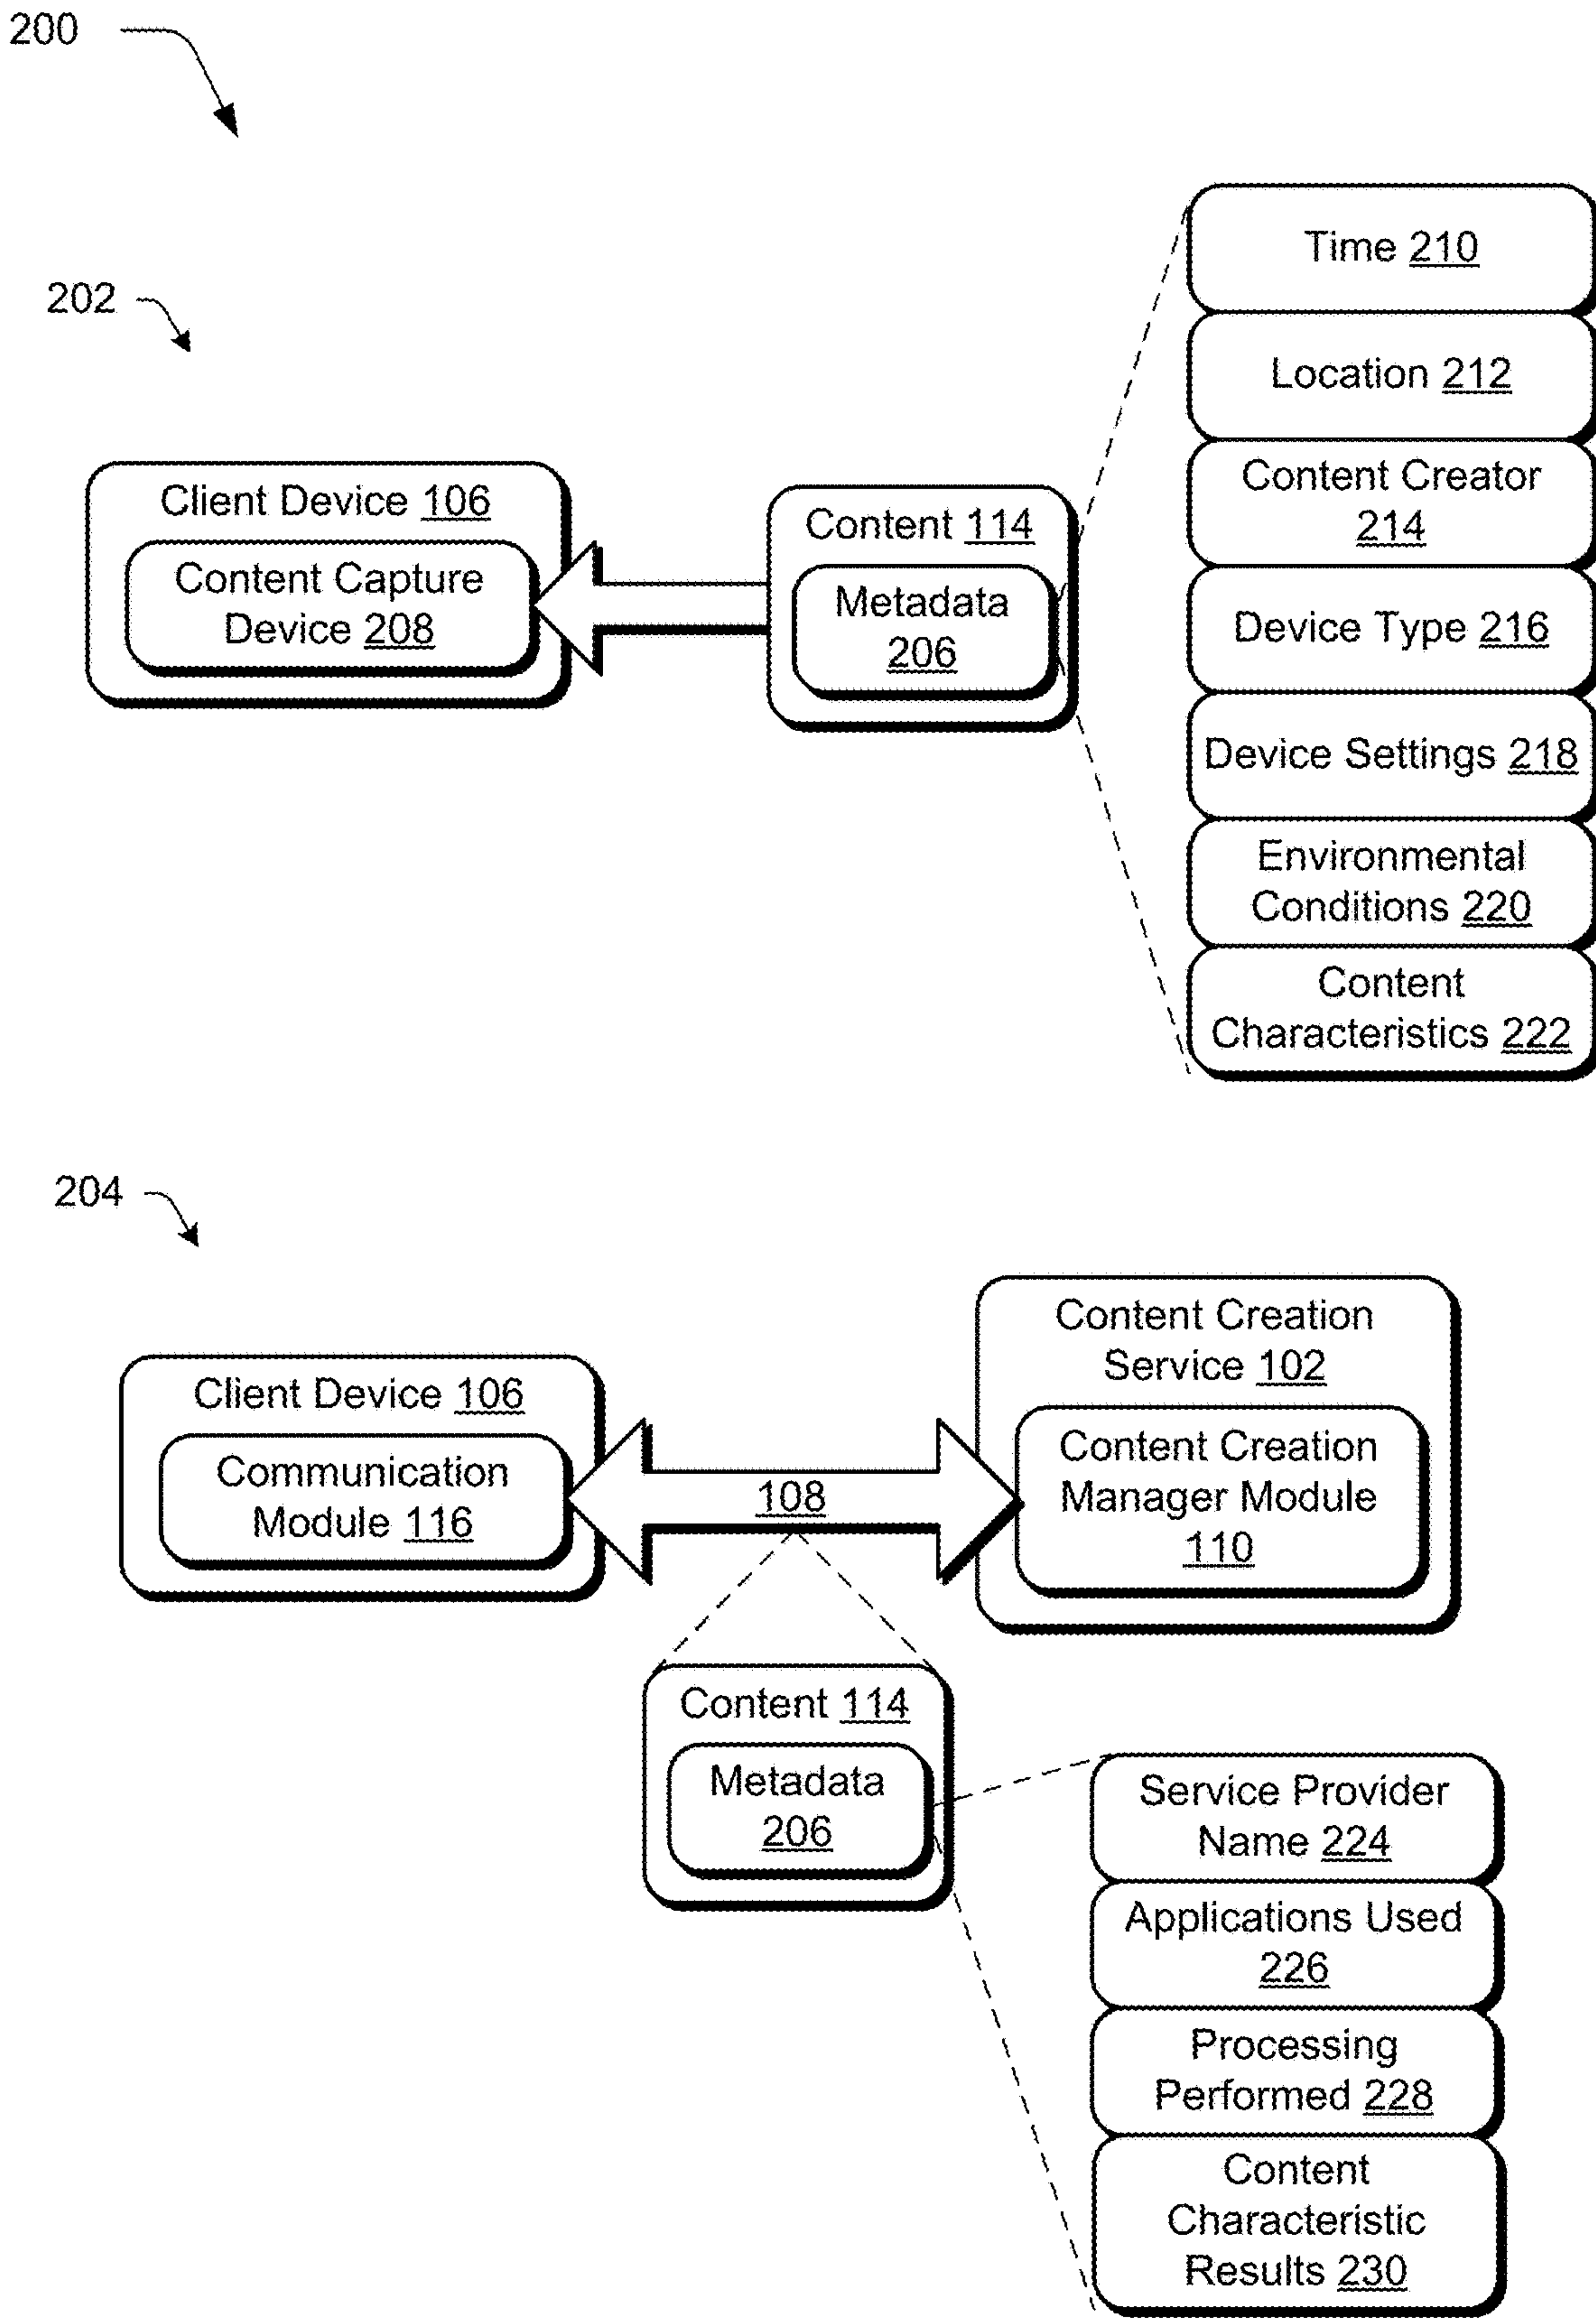 200
202
Time 210
Location 212
Content Creator
214
Device Type 216
Device Settings 218
Environmental
Conditions 220
Content
Characteristics 222
Client Device 106
Content Capture
Device 208
Content 114
Metadata
206
204
Client Device 106
Communication
Module 116
108
Content Creation
Service 102
Content Creation
Manager Module
110
Content 114
Metadata
206
Service Provider
Name 224
Applications Used
226
Processing
Performed 228
Content
Characteristic
Results 230